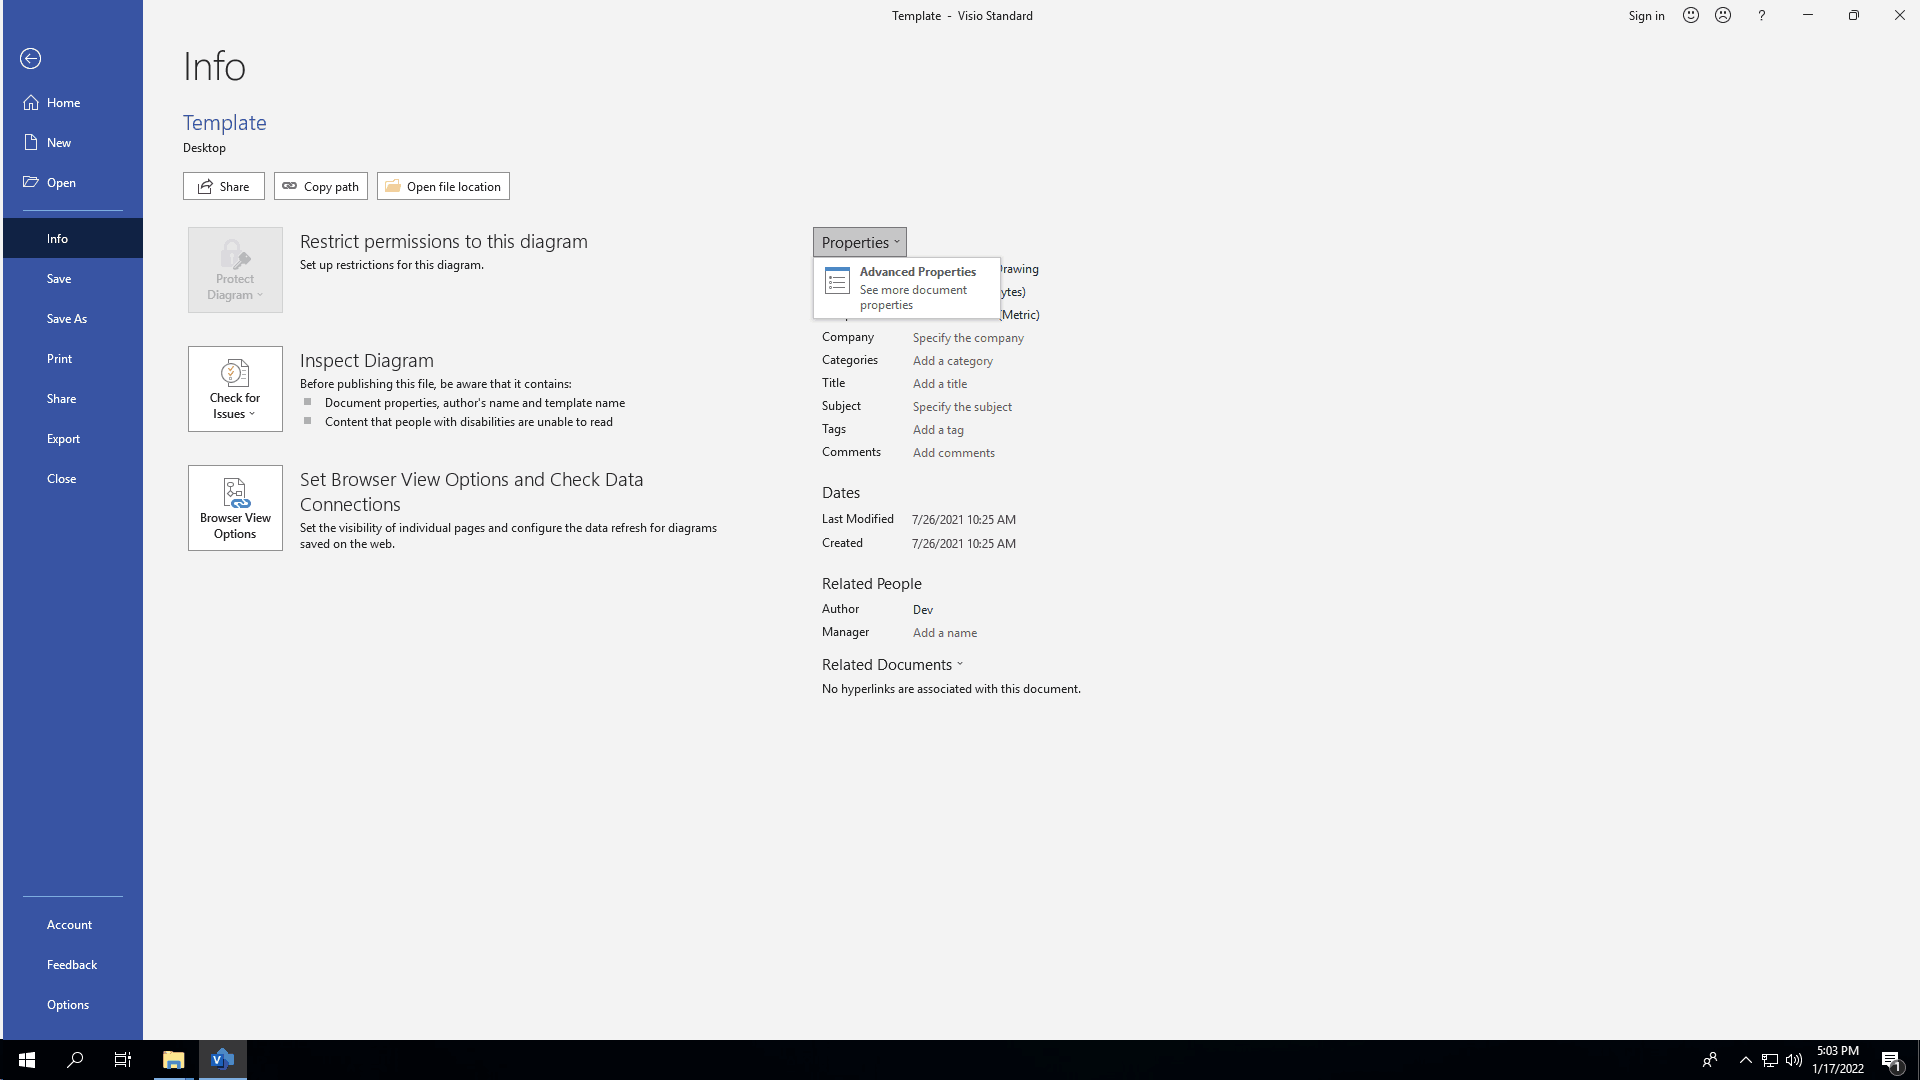 Template - Visio Standard
Sign in
?
Info
Home
New
Open
Info
Save
Save As
Print
Share
Export
Close
Account
Feedback
Options
Template
Desktop
Share
Copy path
Open file location
Protect
Diagram
Restrict permissions to this diagram
Set up restrictions for this diagram.
Check for
Issues
Inspect Diagram
Before publishing this file, be aware that it contains:
Document properties, author's name and template name
Content that people with disabilities are unable to read
Browser View
Options
Set Browser View Options and Check Data
Connections
Set the visibility of individual pages and configure the data refresh for diagrams
saved on the web.
Properties
Advanced Properties
See more document
properties
(Metric)
Company Specify the company
Categories Add a category
Title Add a title
Subject Specify the subject
Tags Add a tag
Comments Add comments
Dates
Last Modified 7/26/2021 10:25 AM
Created 7/26/2021 10:25 AM
Related People
Author Dev
Manager Add a name
Related Documents
No hyperlinks are associated with this document.
5:03 PM
1/17/2022
1